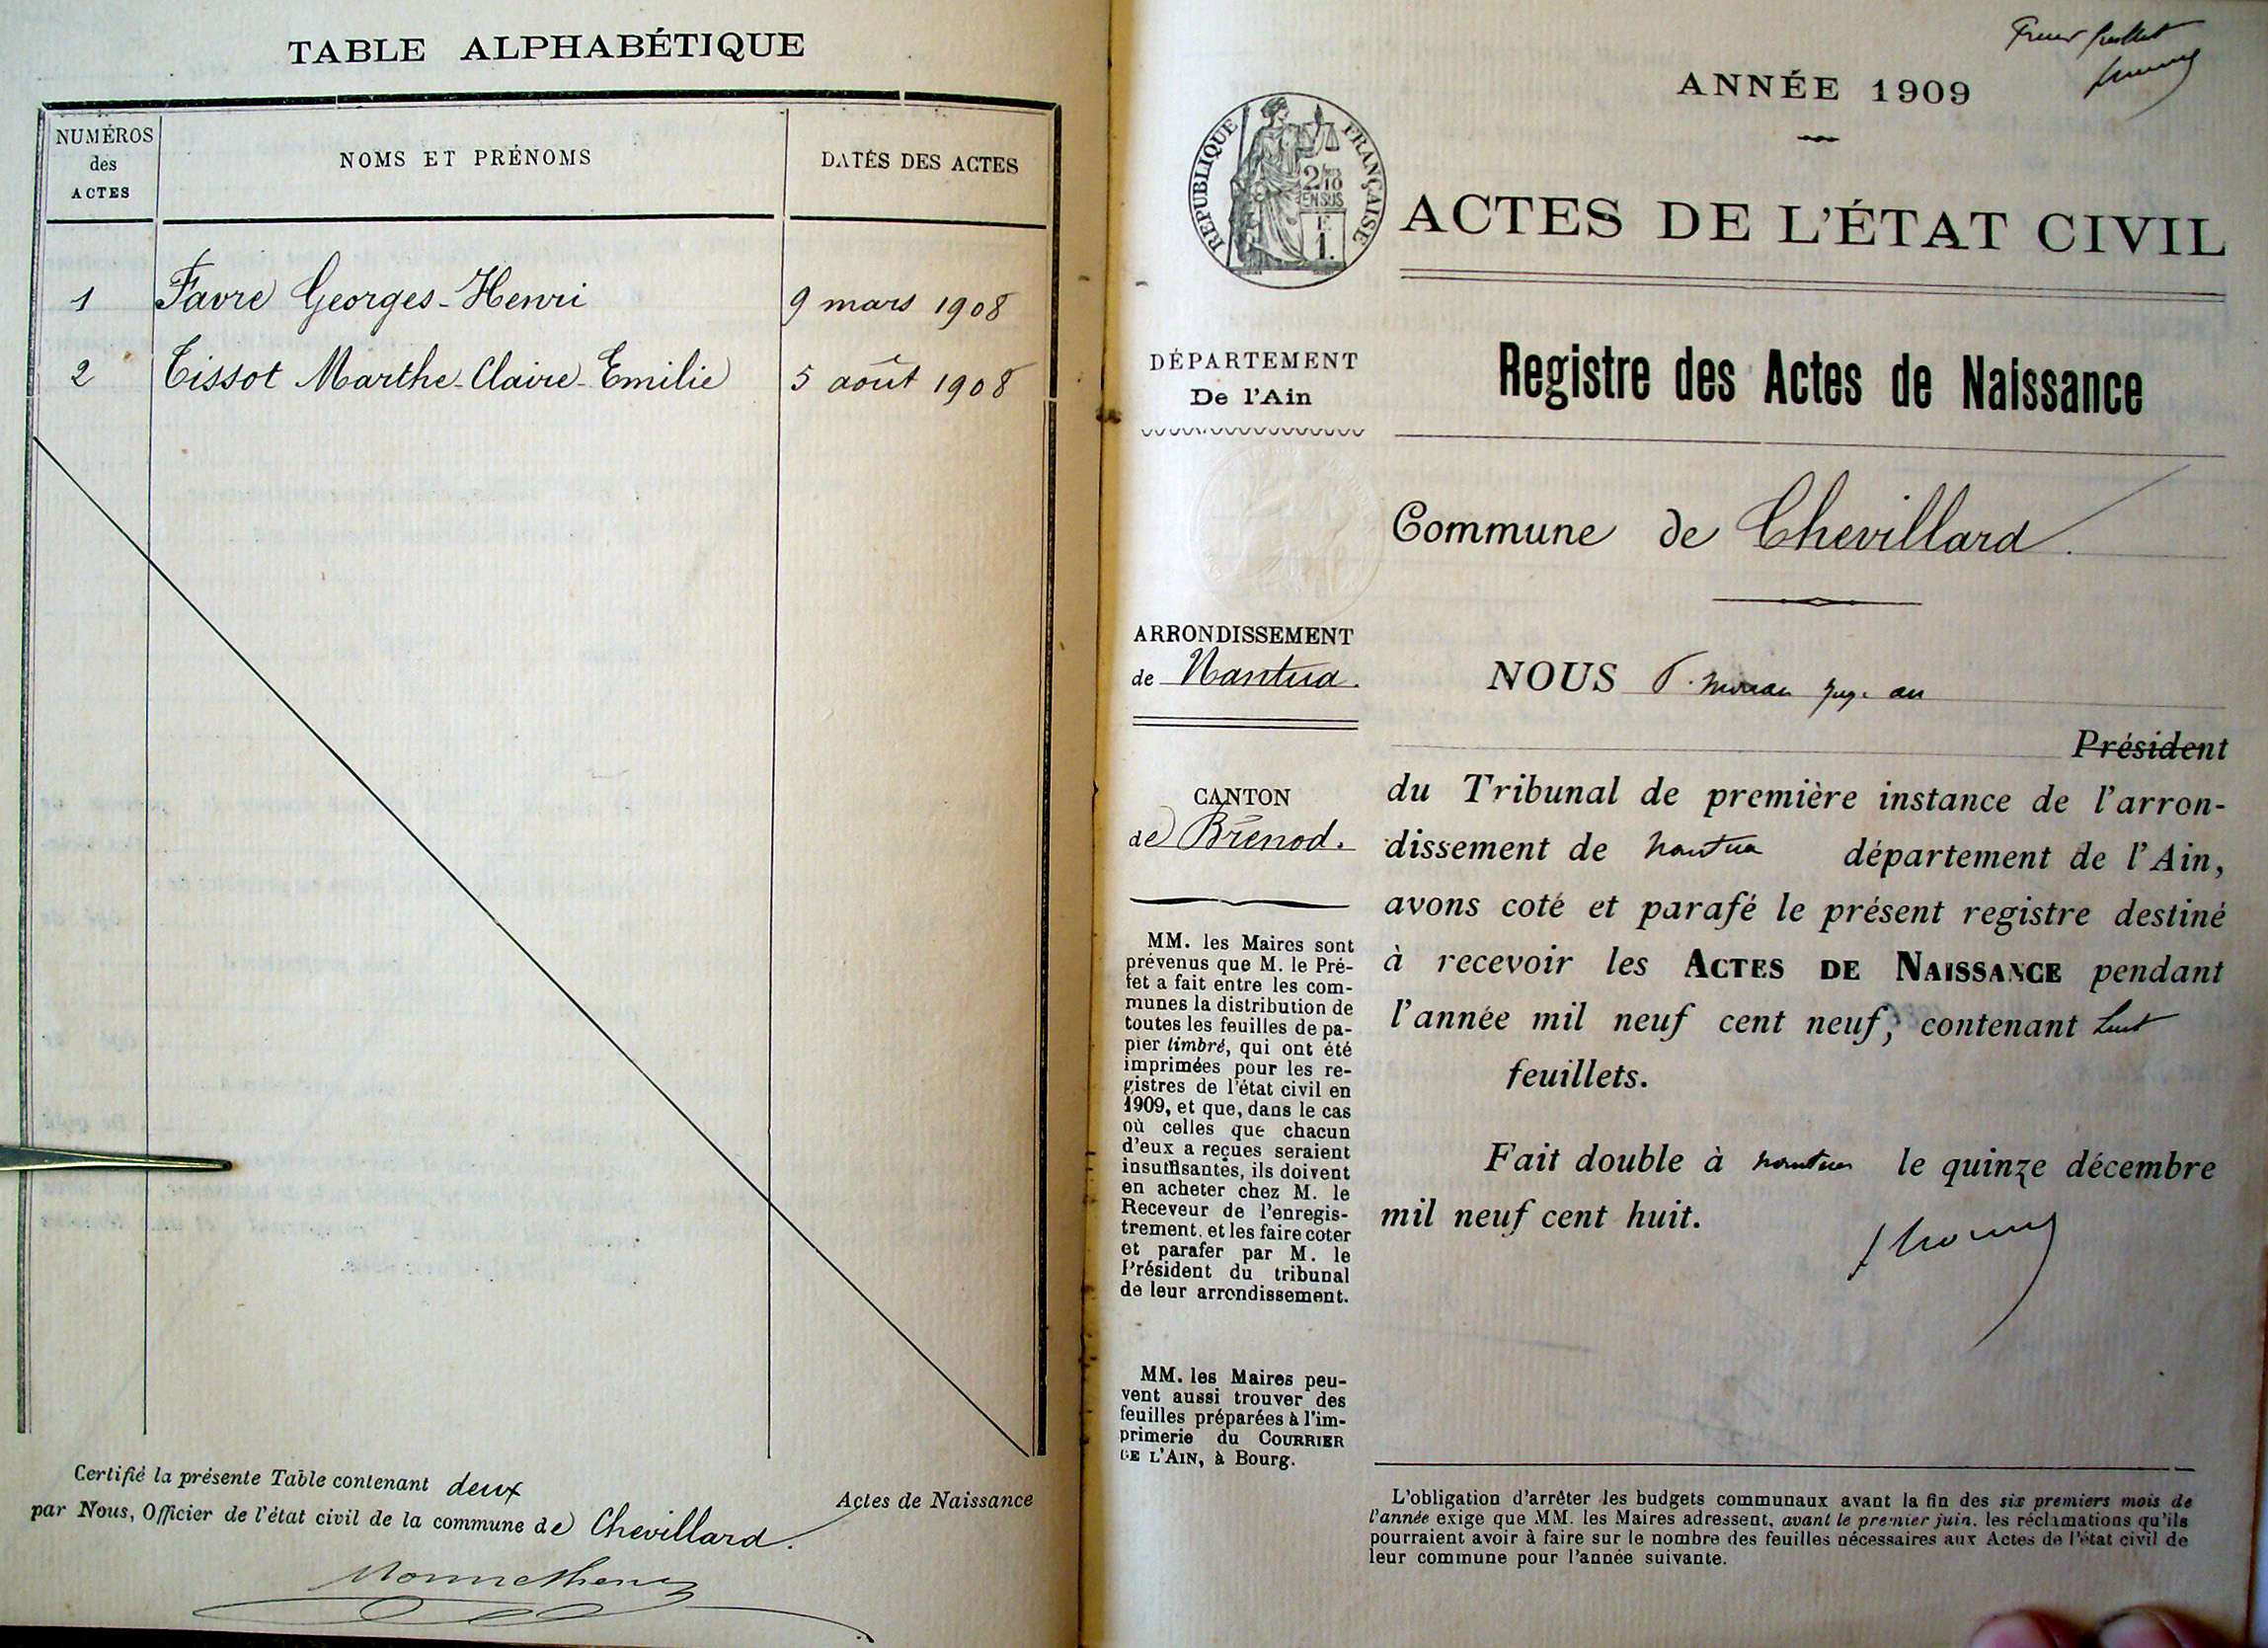 TABLE ALPHABÉTIQUE
NUMÉROS
des
ACTES
NOMS ET PRÉNOMS
DATES DES ACTES
1 Favre Georges-Henri 9 mars 1908
2 Tissot Marthe-Claire-Emilie 5 août 1908
Certifié la présente Table contenant deux Actes de Naissance
par Nous, Officier de l'état civil de la commune de Chevillard.
Premier feuillet
ANNÉE 1909
RÉPUBLIQUE FRANÇAISE
2/10
EN SUS
1.
ACTES DE L'ÉTAT CIVIL
DÉPARTEMENT
De l'Ain
Registre des Actes de Naissance
Commune de Chevillard.
ARRONDISSEMENT
de Nantua.
CANTON
de Brénod.
MM. les Maires sont
prévenus que M. le Pré-
fet a fait entre les com-
munes la distribution de
toutes les feuilles de pa-
pier timbré, qui ont été
imprimées pour les re-
gistres de l'état civil en
1909, et que, dans le cas
où celles que chacun
d'eux a reçues seraient
insuffisantes, ils doivent
en acheter chez M. le
Receveur de l'enregis-
trement, et les faire coter
et parafer par M. le
Président du tribunal
de leur arrondissement.
MM. les Maires peu-
vent aussi trouver des
feuilles préparées à l'im-
primerie du COURRIER
DE L'AIN, à Bourg.
NOUS juge au
Président
du Tribunal de première instance de l'arron-
dissement de Nantua département de l'Ain,
avons coté et parafé le présent registre destiné
à recevoir les ACTES DE NAISSANCE pendant
l'année mil neuf cent neuf, contenant huit
feuillets.
Fait double à Nantua le quinze décembre
mil neuf cent huit.
L'obligation d'arrêter les budgets communaux avant la fin des six premiers mois de
l'année exige que MM. les Maires adressent, avant le premier juin, les réclamations qu'ils
pourraient avoir à faire sur le nombre des feuilles nécessaires aux Actes de l'état civil de
leur commune pour l'année suivante.